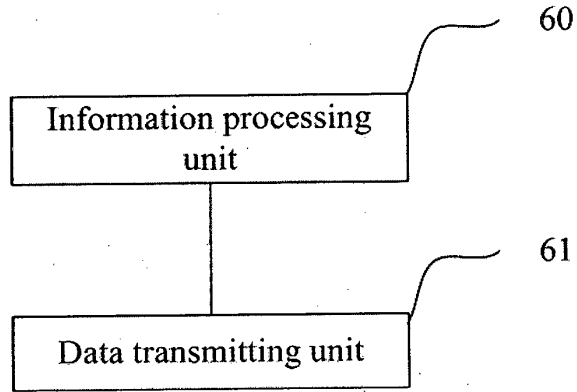 60
Information processing
unit
61
Data transmitting unit